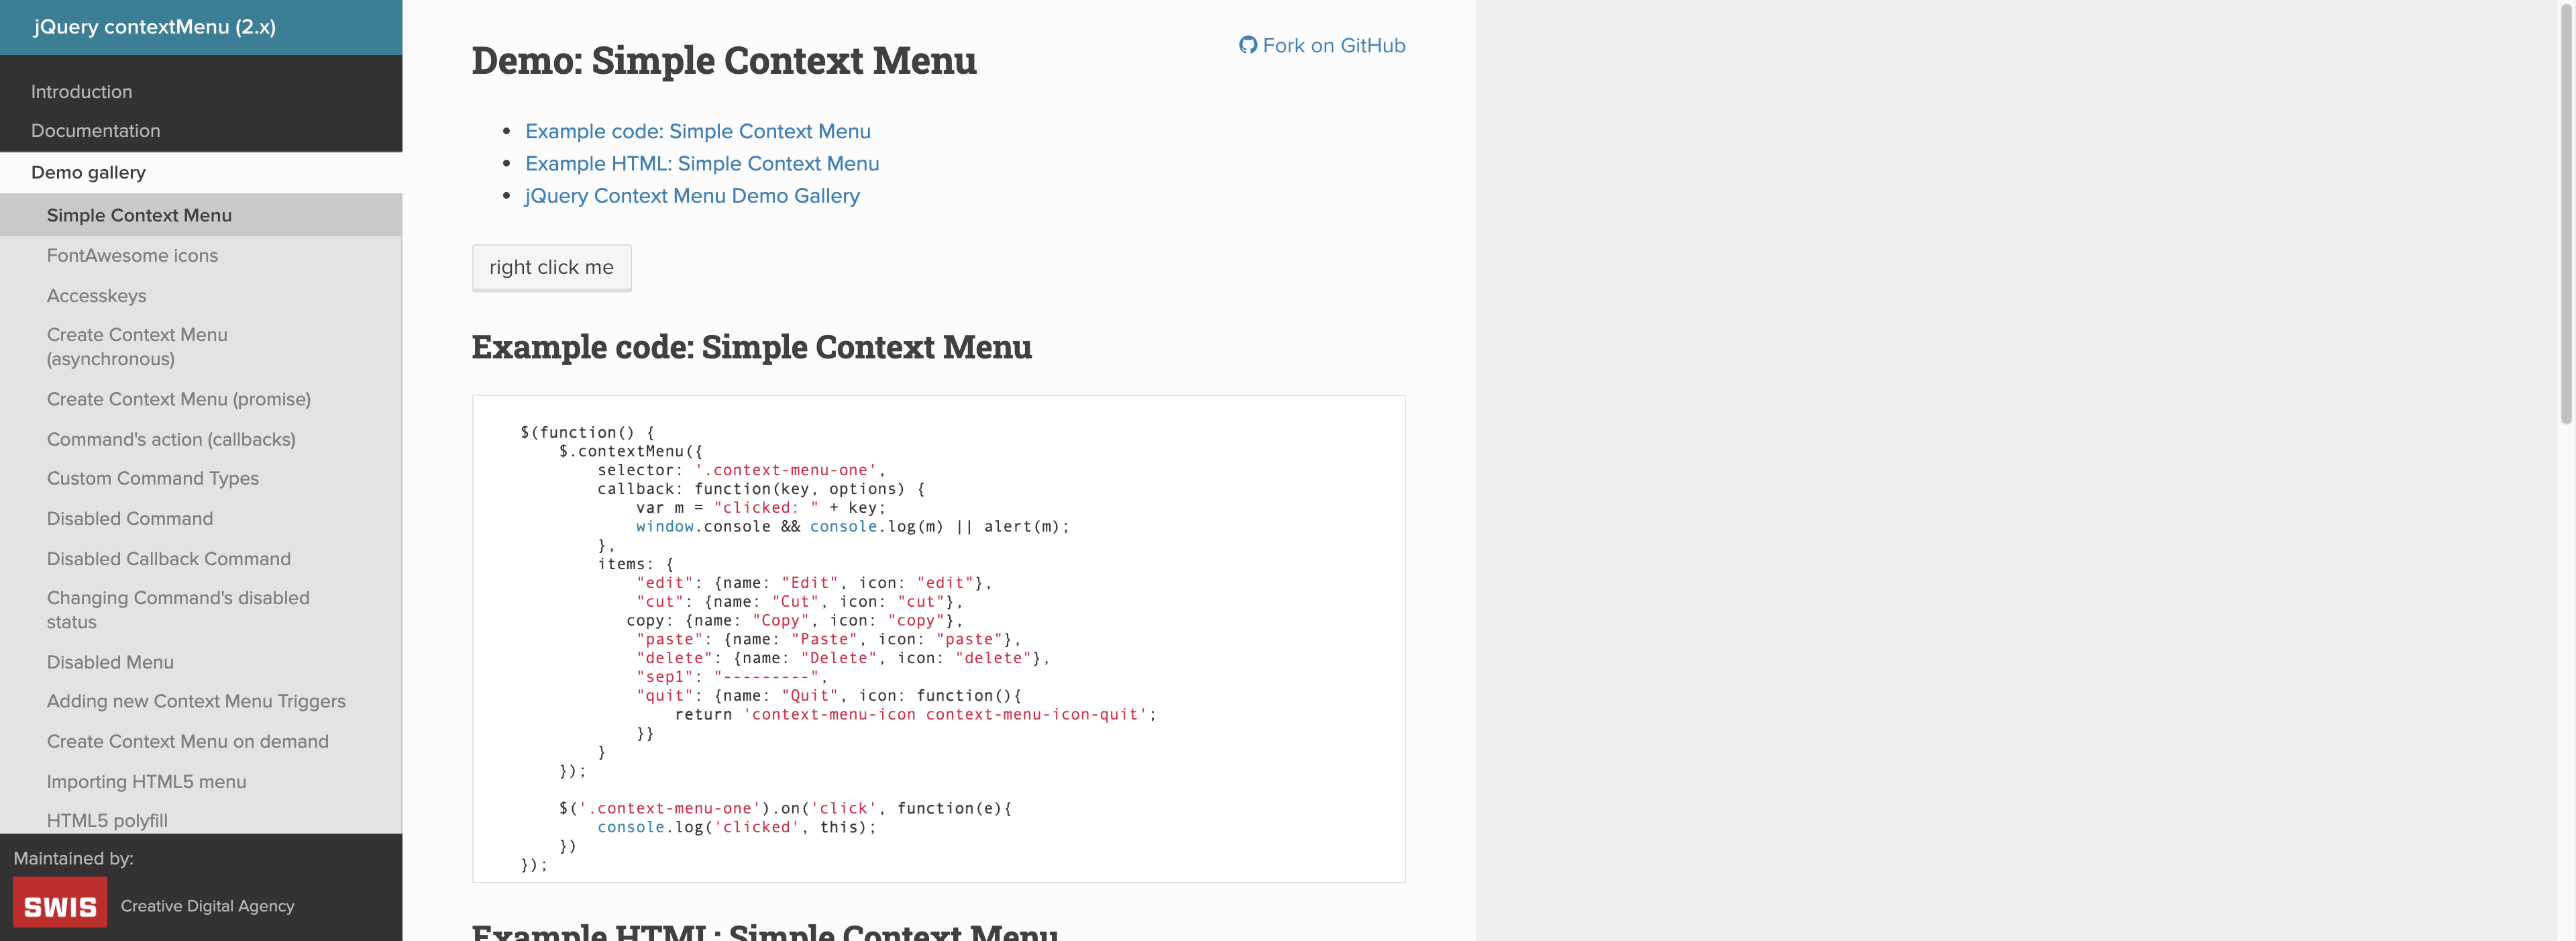 jQuery contextMenu (2.x)
Introduction
Documentation
Demo gallery
Simple Context Menu
FontAwesome icons
Accesskeys
Create Context Menu
(asynchronous)
Create Context Menu (promise)
Command's action (callbacks)
Custom Command Types
Disabled Command
Disabled Callback Command
Changing Command's disabled
status
Disabled Menu
Adding new Context Menu Triggers
Create Context Menu on demand
Importing HTML5 menu
HTML5 polyfill
Maintained by:
SWIS
Creative Digital Agency
Fork on GitHub
Demo: Simple Context Menu
Example code: Simple Context Menu
Example HTML: Simple Context Menu
jQuery Context Menu Demo Gallery
right click me
Example code: Simple Context Menu
$(function() {
    $.contextMenu({
        selector: '.context-menu-one',
        callback: function(key, options) {
            var m = "clicked: " + key;
            window.console && console.log(m) || alert(m);
        },
        items: {
            "edit": {name: "Edit", icon: "edit"},
            "cut": {name: "Cut", icon: "cut"},
           copy: {name: "Copy", icon: "copy"},
            "paste": {name: "Paste", icon: "paste"},
            "delete": {name: "Delete", icon: "delete"},
            "sep1": "---------",
            "quit": {name: "Quit", icon: function(){
                return 'context-menu-icon context-menu-icon-quit';
            }}
        }
    });
    $('.context-menu-one').on('click', function(e){
        console.log('clicked', this);
    })
});
Example HTML: Simple Context Menu